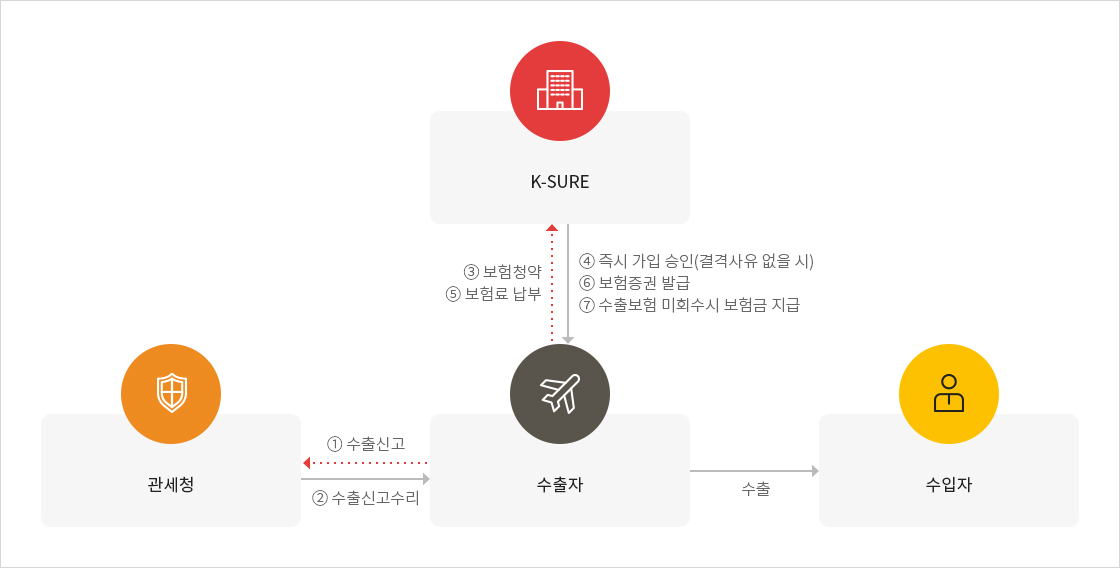 K-SURE
③ 보험청약
⑤ 보험료 납부
④ 즉시 가입 승인(결격사유 없을 시)
⑥ 보험증권 발급
⑦ 수출보험 미회수시 보험금 지급
① 수출신고
② 수출신고수리
관세청
수출자
수출
수입자